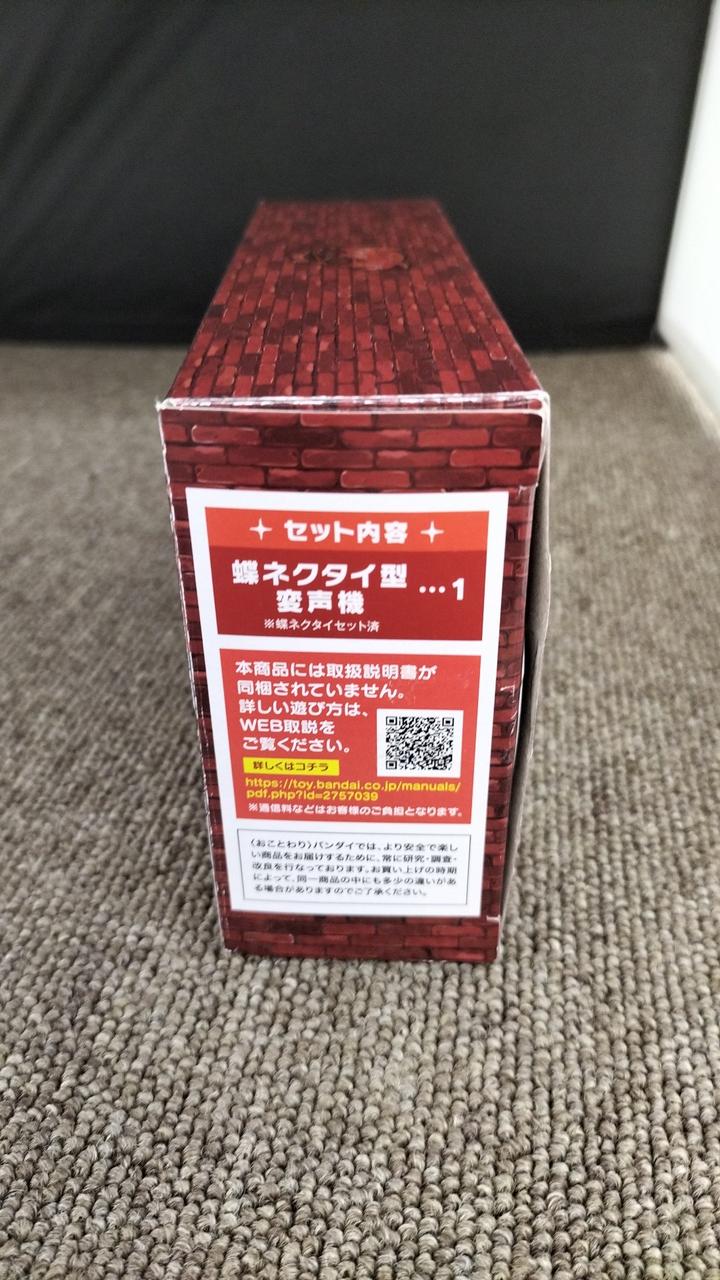 セット内容
蝶ネクタイ型
変声機
…1
※蝶ネクタイセット済
本商品には取扱説明書が
同梱されていません。
詳しい遊び方は、
WEB取説を
ご覧ください。
詳しくはコチラ
https://toy.bandai.co.jp/manuals/
pdf.php?id=2757039
※通信料などはお客様のご負担となります。
〈おことわり〉バンダイでは、より安全で楽し
い商品をお届けするために、常に研究・調査・
改良を行なっております。お買い上げの時期
によって、同一商品の中にも多少の違いがあ
る場合がありますのでご了承ください。